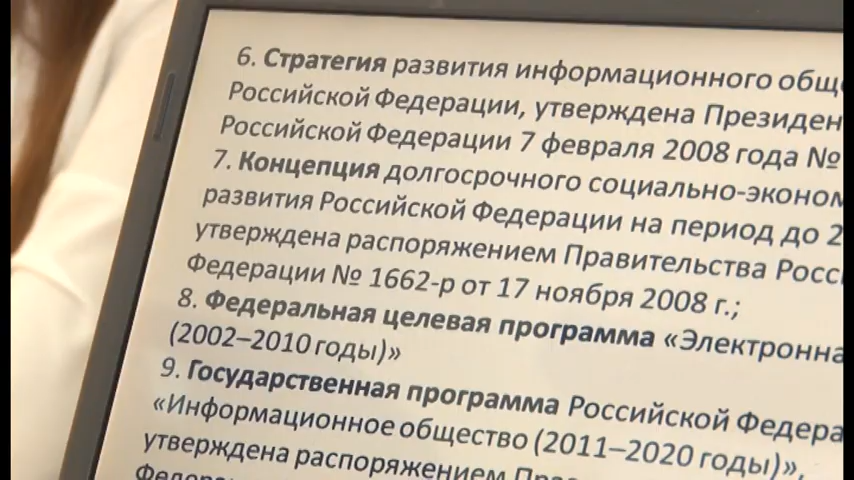 6. Стратегия развития информационного общ
Российской Федерации, утверждена Президен
Российской Федерации 7 февраля 2008 года №
7. Концепция долгосрочного социально-эконом
развития Российской Федерации на период до 2
утверждена распоряжением Правительства Росси
Федерации № 1662-р от 17 ноября 2008 г.;
8. Федеральная целевая программа «Электронна
(2002–2010 годы)»
9. Государственная программа Российской Федера
«Информационное общество (2011–2020 годы)»,
утверждена распоряжением Пра